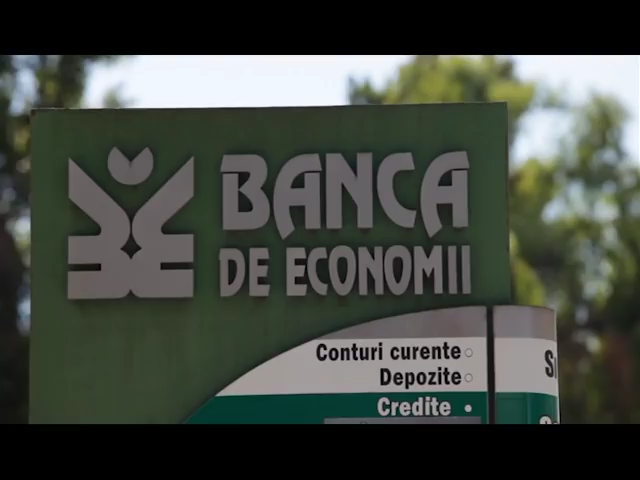 BANCA
DE ECONOMII
Conturi curente
Depozite
Credite